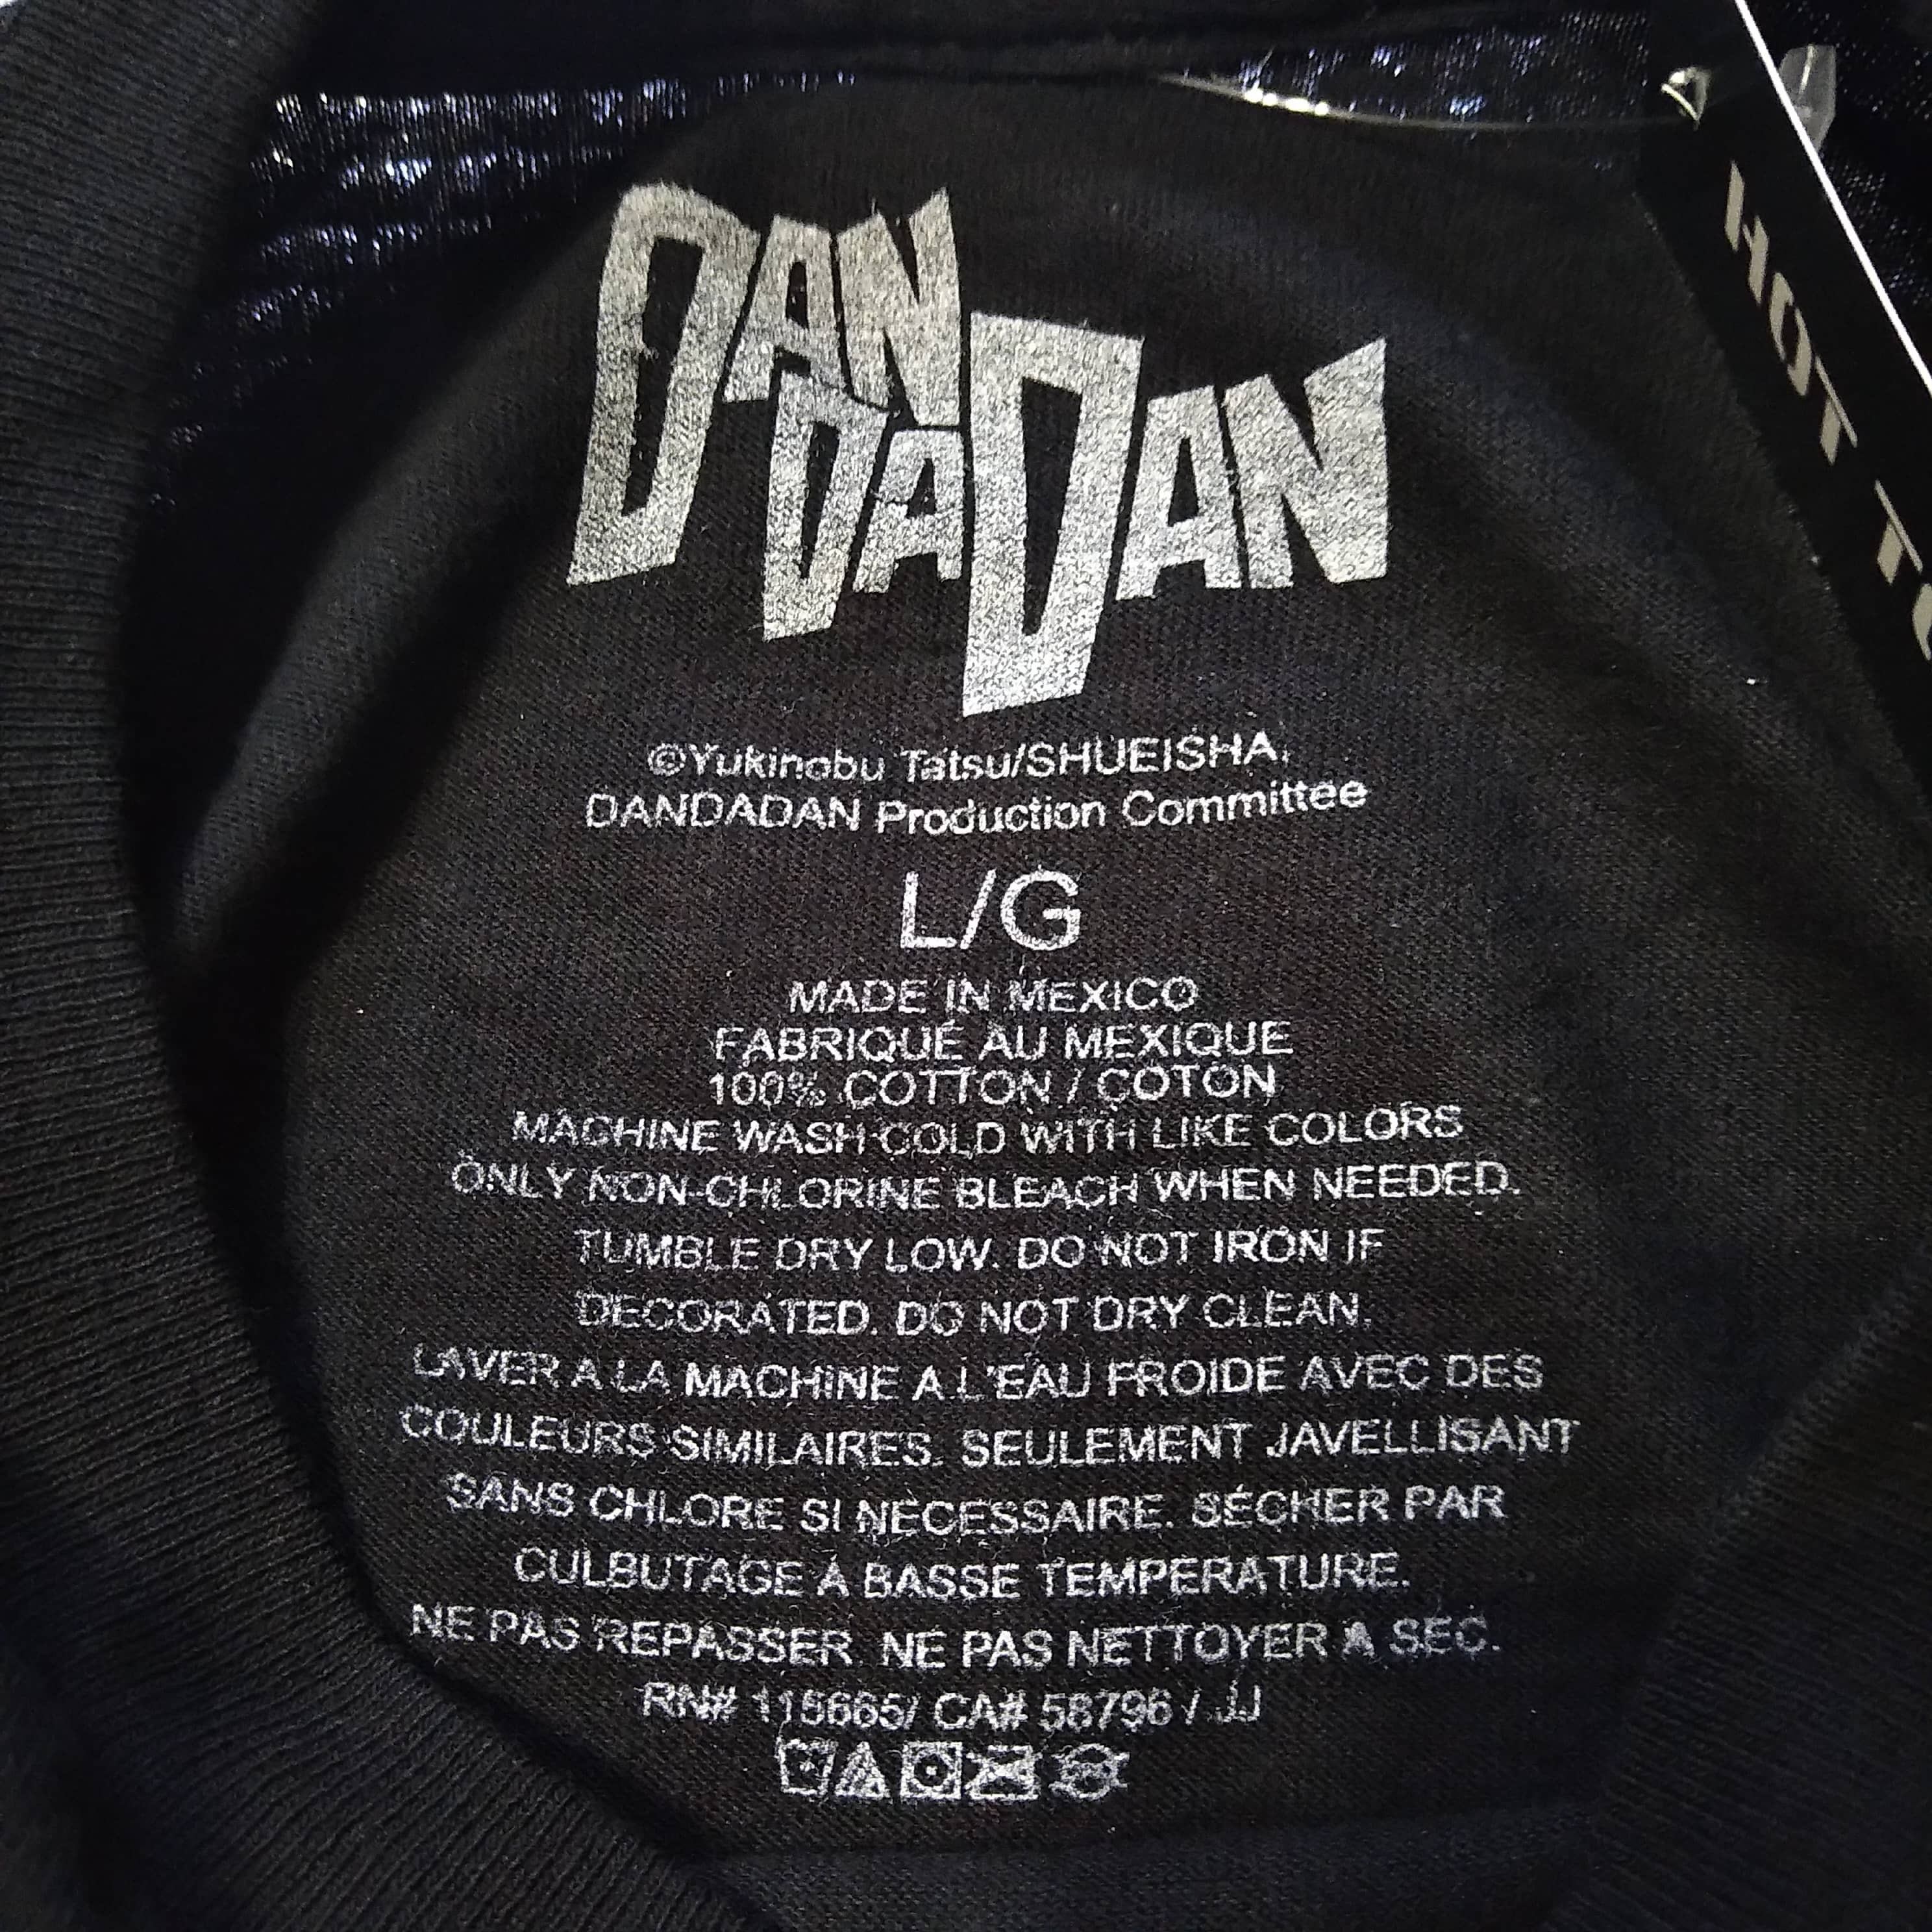 DAN
DA DAN
©Yukinobu Tatsu/SHUEISHA,
DANDADAN Production Committee
L/G
MADE IN MEXICO
FABRIQUÉ AU MEXIQUE
100% COTTON / COTON
MACHINE WASH COLD WITH LIKE COLORS
ONLY NON-CHLORINE BLEACH WHEN NEEDED.
TUMBLE DRY LOW. DO NOT IRON IF
DECORATED. DO NOT DRY CLEAN.
LAVER A LA MACHINE A L'EAU FROIDE AVEC DES
COULEURS SIMILAIRES. SEULEMENT JAVELLISANT
SANS CHLORE SI NECESSAIRE. SÉCHER PAR
CULBUTAGE À BASSE TEMPERATURE.
NE PAS REPASSER. NE PAS NETTOYER A SEC.
RN# 115665/ CA# 58796 / JJ
HOT